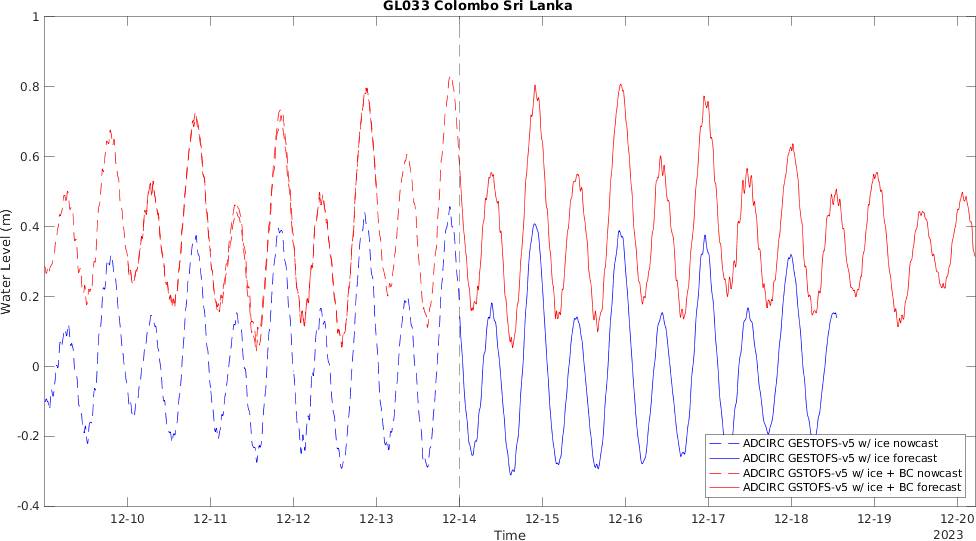 GL033 Colombo Sri Lanka
1
0.8
0.6
0.4
0.2
0
-0.2
-0.4
Water Level (m)
ADCIRC GESTOFS-v5 w/ ice nowcast
ADCIRC GESTOFS-v5 w/ ice forecast
ADCIRC GSTOFS-v5 w/ ice + BC nowcast
ADCIRC GSTOFS-v5 w/ ice + BC forecast
12-10 12-11 12-12 12-13 12-14 12-15 12-16 12-17 12-18 12-19 12-20
Time 2023